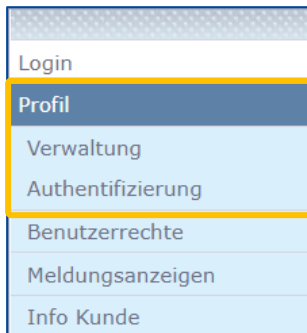 Login
Profil
Verwaltung
Authentifizierung
Benutzerrechte
Meldungsanzeigen
Info Kunde